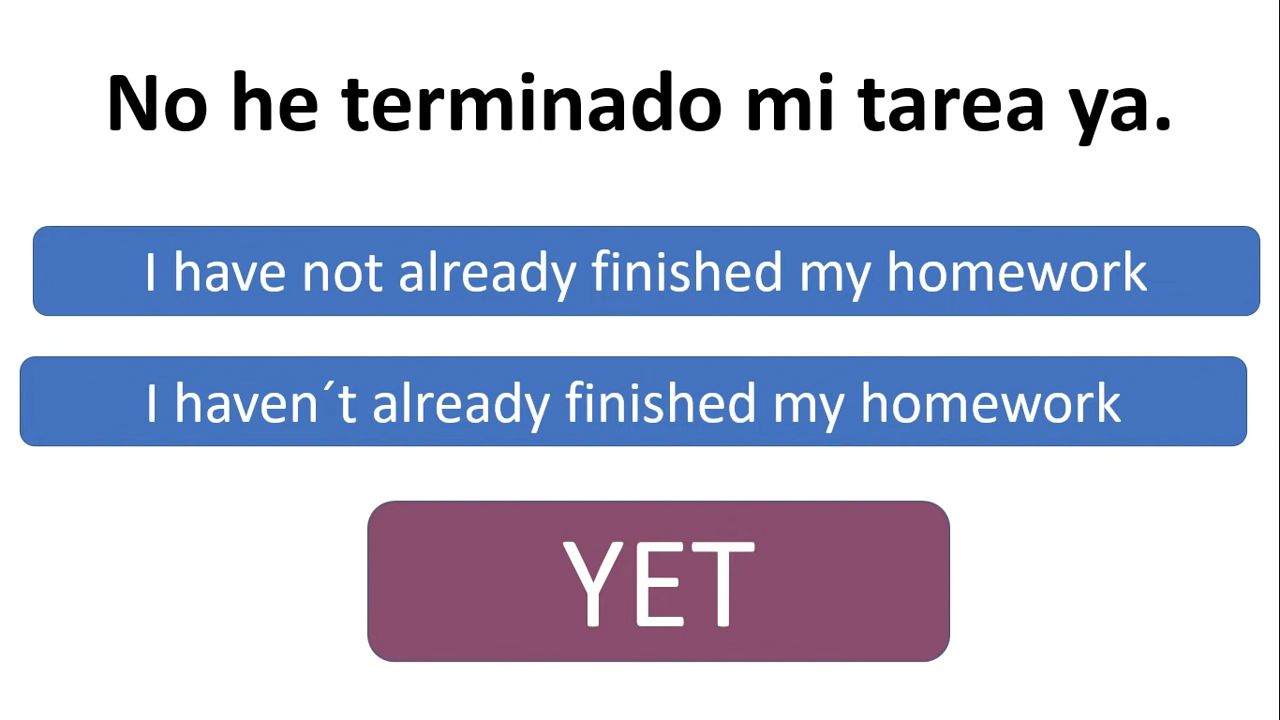 No he terminado mi tarea ya.
I have not already finished my homework
I haven´t already finished my homework
YET